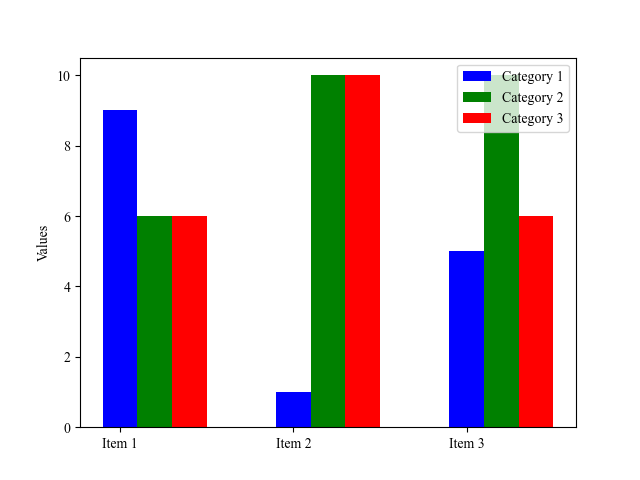 Category 1
Category 2
Category 3
10
8
6
4
2
0
Values
Item 1
Item 2
Item 3